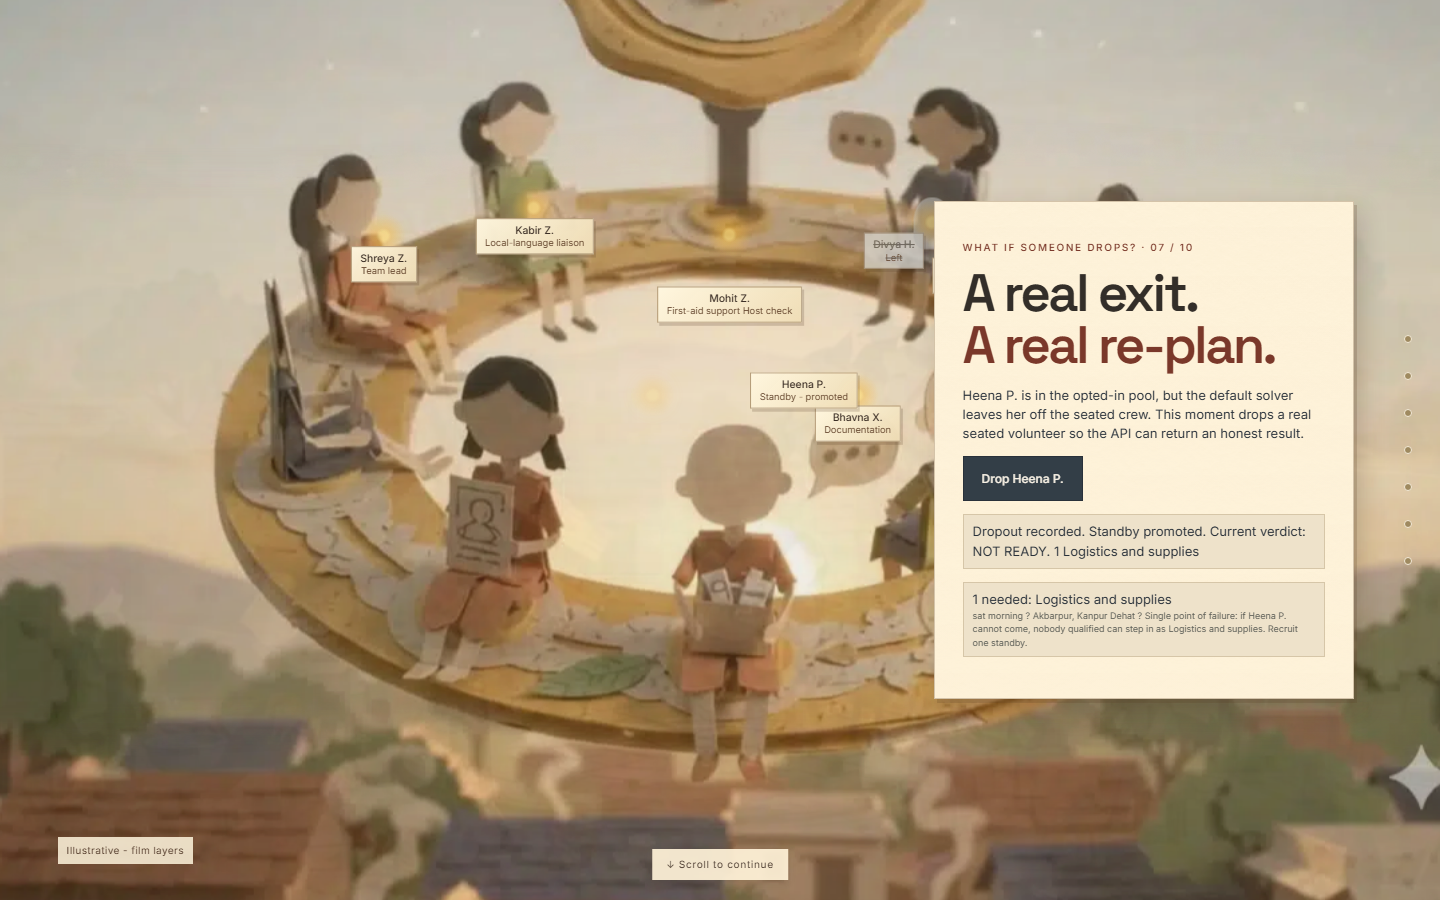 Kabir Z.
Local-language liaison
Shreya Z.
Team lead
Divya H.
Left
Mohit Z.
First-aid support Host check
Heena P.
Standby - promoted
Bhavna X.
Documentation
WHAT IF SOMEONE DROPS? · 07 / 10
A real exit.
A real re-plan.
Heena P. is in the opted-in pool, but the default solver
leaves her off the seated crew. This moment drops a real
seated volunteer so the API can return an honest result.
Drop Heena P.
Dropout recorded. Standby promoted. Current verdict:
NOT READY. 1 Logistics and supplies
1 needed: Logistics and supplies
sat morning ? Akbarpur, Kanpur Dehat ? Single point of failure: if Heena P.
cannot come, nobody qualified can step in as Logistics and supplies. Recruit
one standby.
Illustrative - film layers
↓ Scroll to continue